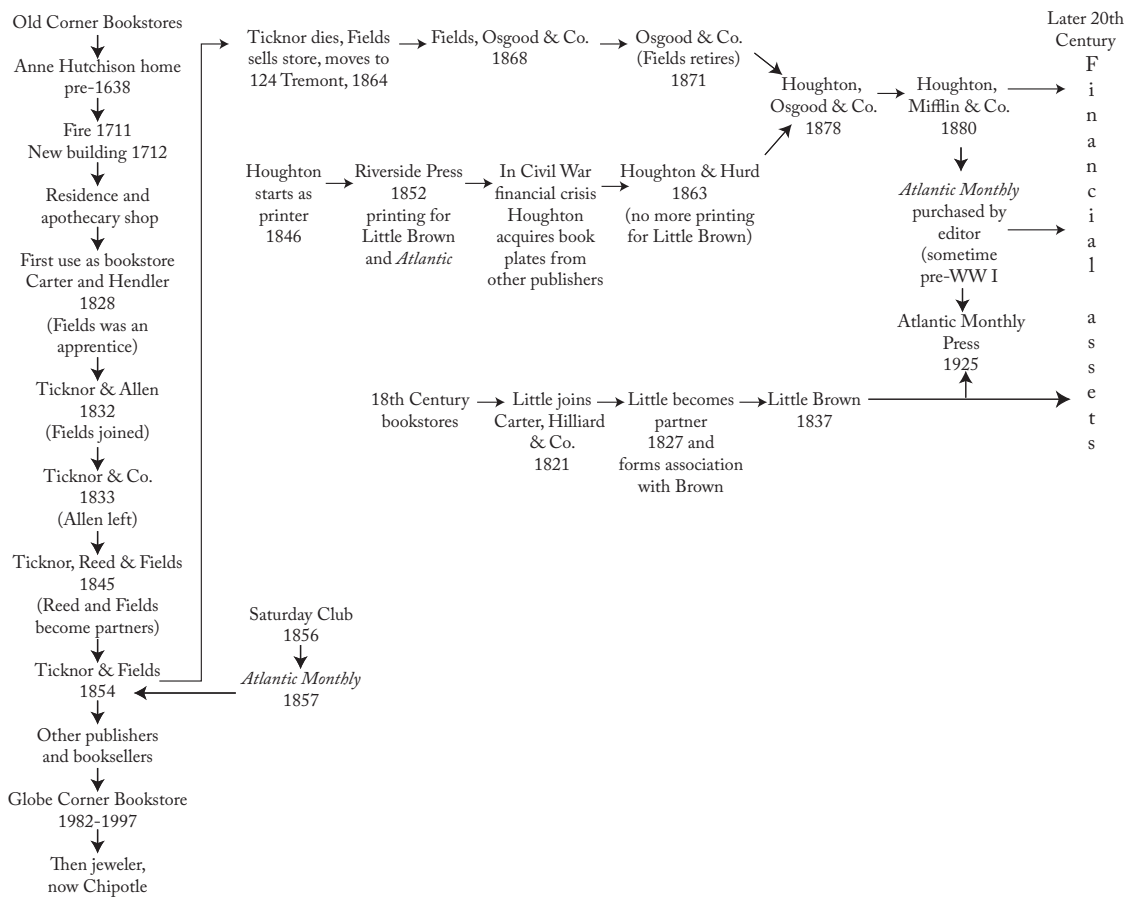 Old Corner Bookstores
Anne Hutchison home
pre-1638
Fire 1711
New building 1712
Residence and
apothecary shop
First use as bookstore
Carter and Hendler
1828
(Fields was an
apprentice)
Ticknor & Allen
1832
(Fields joined)
Ticknor & Co.
1833
(Allen left)
Ticknor, Reed & Fields
1845
(Reed and Fields
become partners)
Ticknor & Fields
1854
Other publishers
and booksellers
Globe Corner Bookstore
1982-1997
Then jeweler,
now Chipotle
Saturday Club
1856
Atlantic Monthly
1857
Ticknor dies, Fields
sells store, moves to
124 Tremont, 1864
Fields, Osgood & Co.
1868
Osgood & Co.
(Fields retires)
1871
Houghton
starts as
printer
1846
Riverside Press
1852
printing for
Little Brown
and Atlantic
In Civil War
financial crisis
Houghton
acquires book
plates from
other publishers
Houghton & Hurd
1863
(no more printing
for Little Brown)
Houghton,
Osgood & Co.
1878
Houghton,
Mifflin & Co.
1880
Atlantic Monthly
purchased by
editor
(sometime
pre-WW I
Atlantic Monthly
Press
1925
18th Century
bookstores
Little joins
Carter, Hilliard
& Co.
1821
Little becomes
partner
1827 and
forms association
with Brown
Little Brown
1837
Later 20th
Century
Financial assets